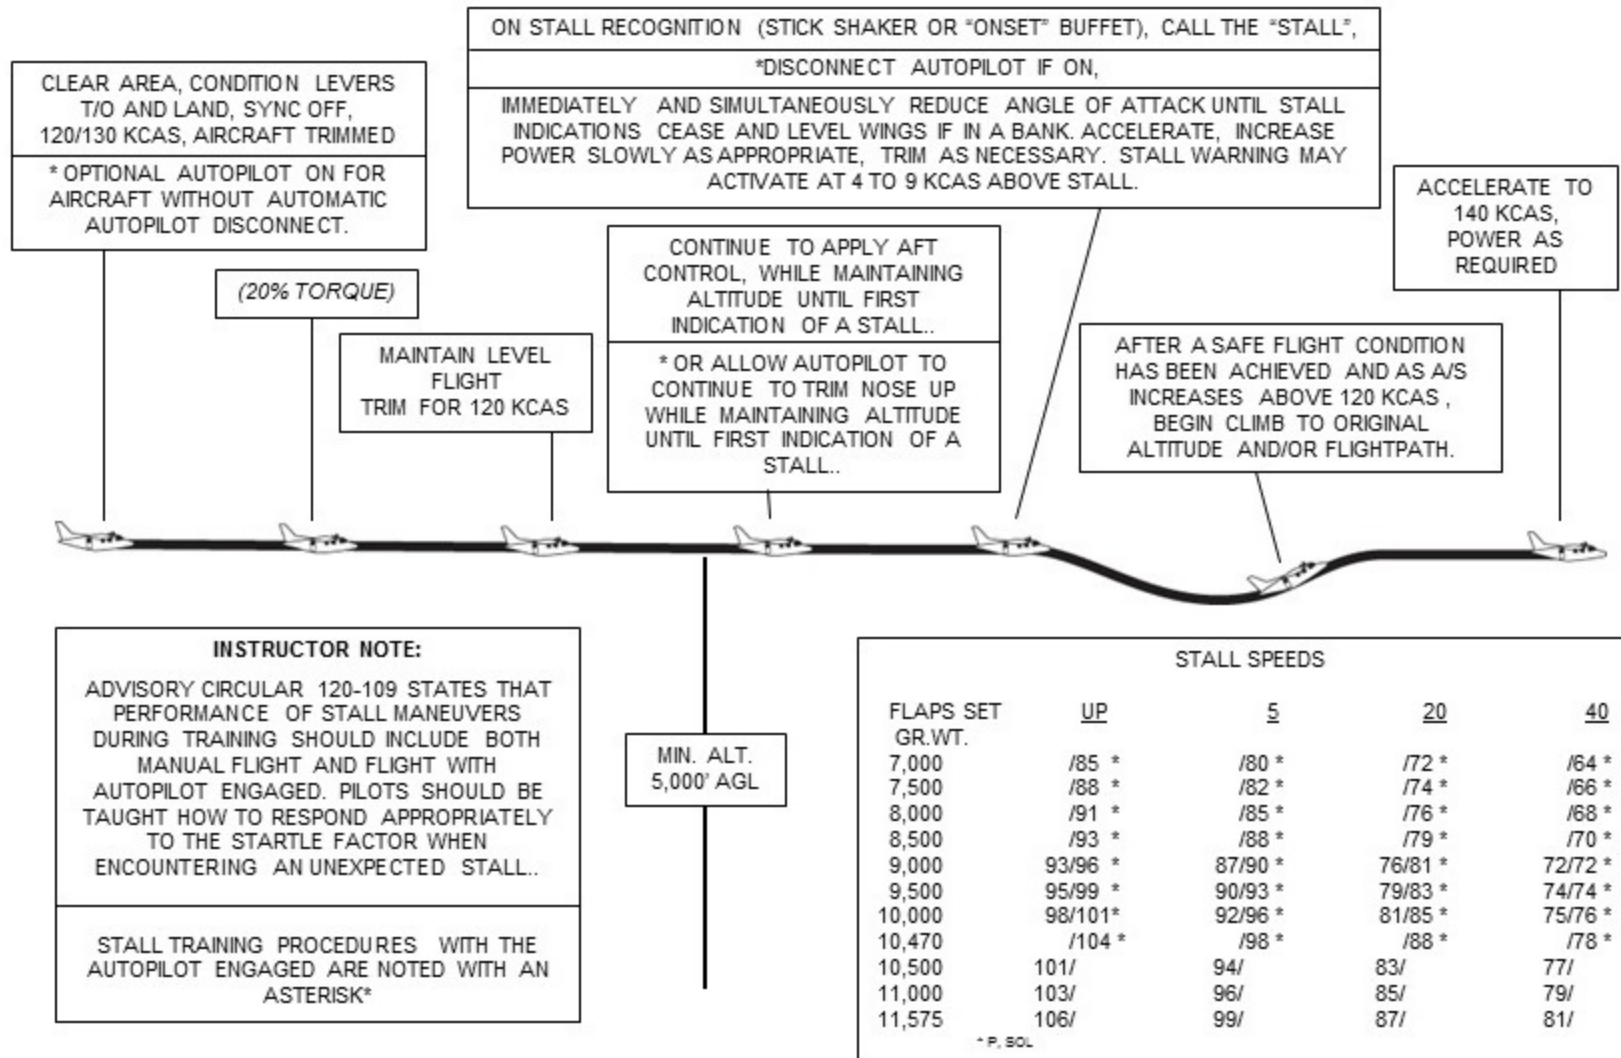 ON STALL RECOGNITION (STICK SHAKER OR "ONSET" BUFFET), CALL THE "STALL",
*DISCONNECT AUTOPILOT IF ON,
IMMEDIATELY AND SIMULTANEOUSLY REDUCE ANGLE OF ATTACK UNTIL STALL
INDICATIONS CEASE AND LEVEL WINGS IF IN A BANK. ACCELERATE, INCREASE
POWER SLOWLY AS APPROPRIATE, TRIM AS NECESSARY. STALL WARNING MAY
ACTIVATE AT 4 TO 9 KCAS ABOVE STALL.
CLEAR AREA, CONDITION LEVERS
T/O AND LAND, SYNC OFF,
120/130 KCAS, AIRCRAFT TRIMMED
* OPTIONAL AUTOPILOT ON FOR
AIRCRAFT WITHOUT AUTOMATIC
AUTOPILOT DISCONNECT.
(20% TORQUE)
MAINTAIN LEVEL
FLIGHT
TRIM FOR 120 KCAS
CONTINUE TO APPLY AFT
CONTROL, WHILE MAINTAINING
ALTITUDE UNTIL FIRST
INDICATION OF A STALL..
* OR ALLOW AUTOPILOT TO
CONTINUE TO TRIM NOSE UP
WHILE MAINTAINING ALTITUDE
UNTIL FIRST INDICATION OF A
STALL..
AFTER A SAFE FLIGHT CONDITION
HAS BEEN ACHIEVED AND AS A/S
INCREASES ABOVE 120 KCAS ,
BEGIN CLIMB TO ORIGINAL
ALTITUDE AND/OR FLIGHTPATH.
ACCELERATE TO
140 KCAS,
POWER AS
REQUIRED
INSTRUCTOR NOTE:
ADVISORY CIRCULAR 120-109 STATES THAT
PERFORMANCE OF STALL MANEUVERS
DURING TRAINING SHOULD INCLUDE BOTH
MANUAL FLIGHT AND FLIGHT WITH
AUTOPILOT ENGAGED. PILOTS SHOULD BE
TAUGHT HOW TO RESPOND APPROPRIATELY
TO THE STARTLE FACTOR WHEN
ENCOUNTERING AN UNEXPECTED STALL..
STALL TRAINING PROCEDURES WITH THE
AUTOPILOT ENGAGED ARE NOTED WITH AN
ASTERISK*
MIN. ALT.
5,000' AGL
STALL SPEEDS
FLAPS SET UP 5 20 40
GR.WT.
7,000 /85 * /80 * /72 * /64 *
7,500 /88 * /82 * /74 * /66 *
8,000 /91 * /85 * /76 * /68 *
8,500 /93 * /88 * /79 * /70 *
9,000 93/96 * 87/90 * 76/81 * 72/72 *
9,500 95/99 * 90/93 * 79/83 * 74/74 *
10,000 98/101* 92/96 * 81/85 * 75/76 *
10,470 /104 * /98 * /88 * /78 *
10,500 101/ 94/ 83/ 77/
11,000 103/ 96/ 85/ 79/
11,575 106/ 99/ 87/ 81/
* P, SOL